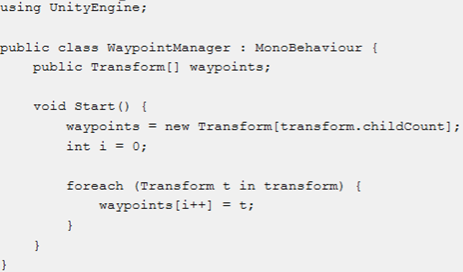 using UnityEngine;

public class WaypointManager : MonoBehaviour {
    public Transform[] waypoints;

    void Start() {
        waypoints = new Transform[transform.childCount];
        int i = 0;

        foreach (Transform t in transform) {
            waypoints[i++] = t;
        }
    }
}